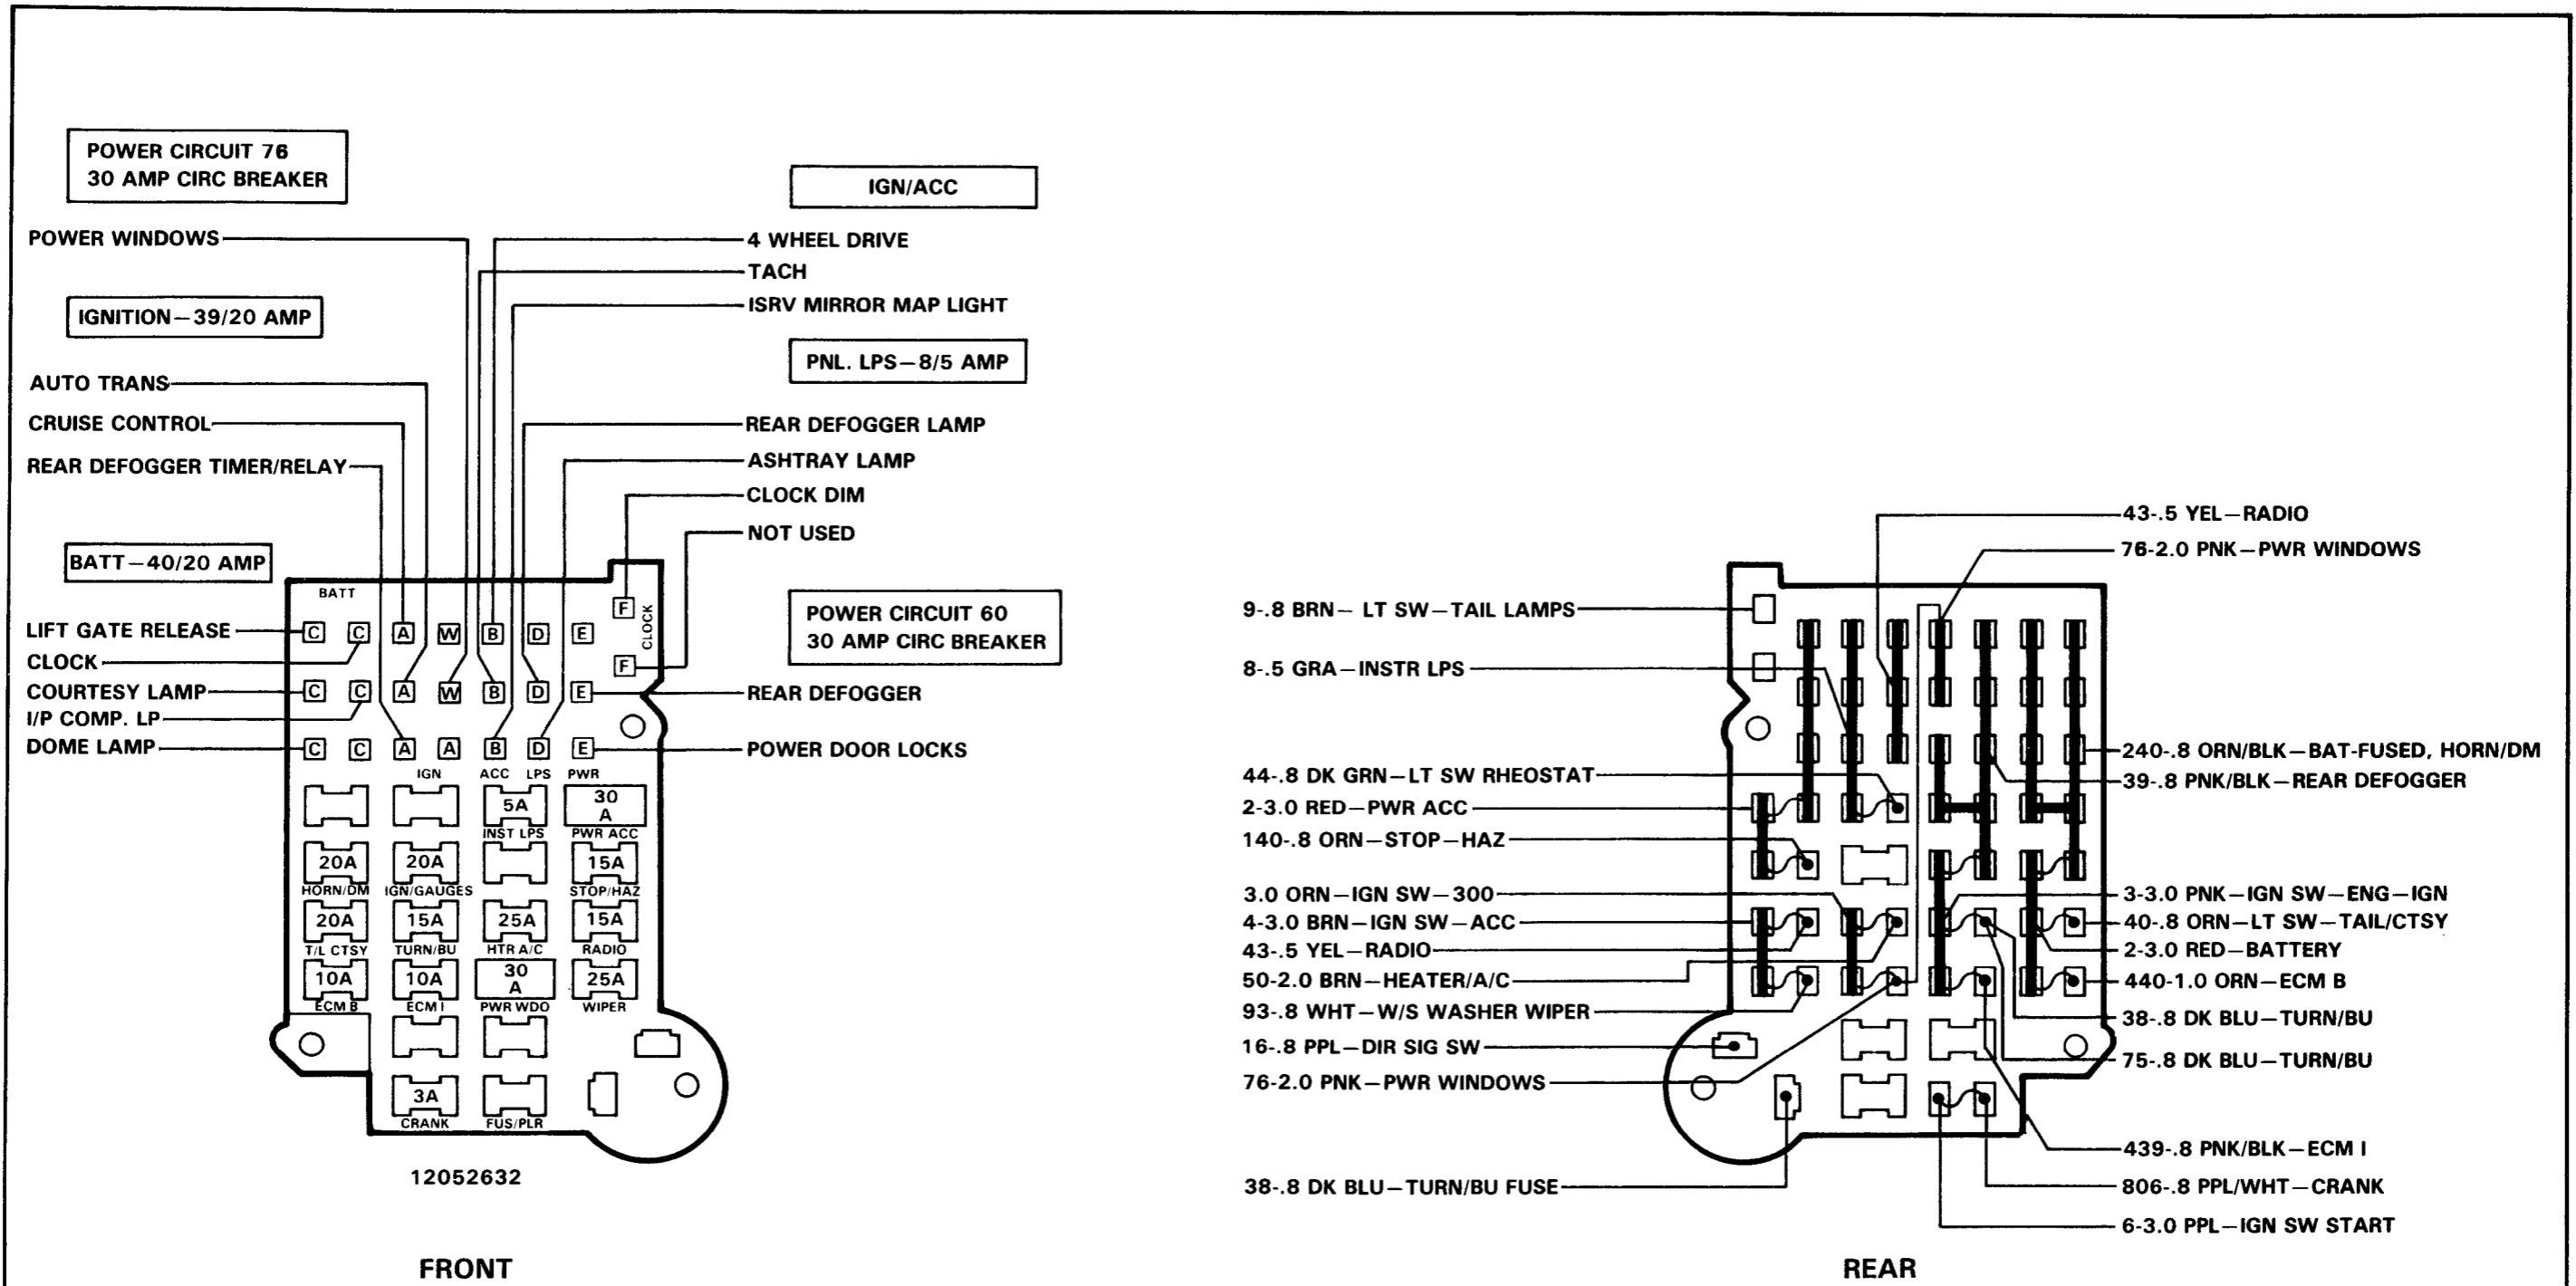 POWER CIRCUIT 76
30 AMP CIRC BREAKER
IGN/ACC
POWER WINDOWS
4 WHEEL DRIVE
TACH
IGNITION—39/20 AMP
ISRV MIRROR MAP LIGHT
PNL. LPS—8/5 AMP
AUTO TRANS
CRUISE CONTROL
REAR DEFOGGER LAMP
REAR DEFOGGER TIMER/RELAY
ASHTRAY LAMP
CLOCK DIM
NOT USED
BATT—40/20 AMP
POWER CIRCUIT 60
30 AMP CIRC BREAKER
BATT
F
CLOCK
LIFT GATE RELEASE
C C A W B D E
CLOCK
F
COURTESY LAMP
C C A W B D E
REAR DEFOGGER
I/P COMP. LP
DOME LAMP
C C A A B D E
POWER DOOR LOCKS
IGN ACC LPS PWR
5A 30 A
INST LPS PWR ACC
20A 20A 15A
HORN/DM IGN/GAUGES STOP/HAZ
20A 15A 25A 15A
T/L CTSY TURN/BU HTR A/C RADIO
10A 10A 30 A 25A
ECM B ECM I PWR WDO WIPER
3A
CRANK FUS/PLR
12052632
FRONT
43-.5 YEL—RADIO
76-2.0 PNK—PWR WINDOWS
9-.8 BRN— LT SW—TAIL LAMPS
8-.5 GRA—INSTR LPS
44-.8 DK GRN—LT SW RHEOSTAT
2-3.0 RED—PWR ACC
140-.8 ORN—STOP—HAZ
3.0 ORN—IGN SW—300
4-3.0 BRN—IGN SW—ACC
43-.5 YEL—RADIO
50-2.0 BRN—HEATER/A/C
93-.8 WHT—W/S WASHER WIPER
16-.8 PPL—DIR SIG SW
76-2.0 PNK—PWR WINDOWS
38-.8 DK BLU—TURN/BU FUSE
240-.8 ORN/BLK—BAT-FUSED, HORN/DM
39-.8 PNK/BLK—REAR DEFOGGER
3-3.0 PNK—IGN SW—ENG—IGN
40-.8 ORN—LT SW—TAIL/CTSY
2-3.0 RED—BATTERY
440-1.0 ORN—ECM B
38-.8 DK BLU—TURN/BU
75-.8 DK BLU—TURN/BU
439-.8 PNK/BLK—ECM I
806-.8 PPL/WHT—CRANK
6-3.0 PPL—IGN SW START
REAR